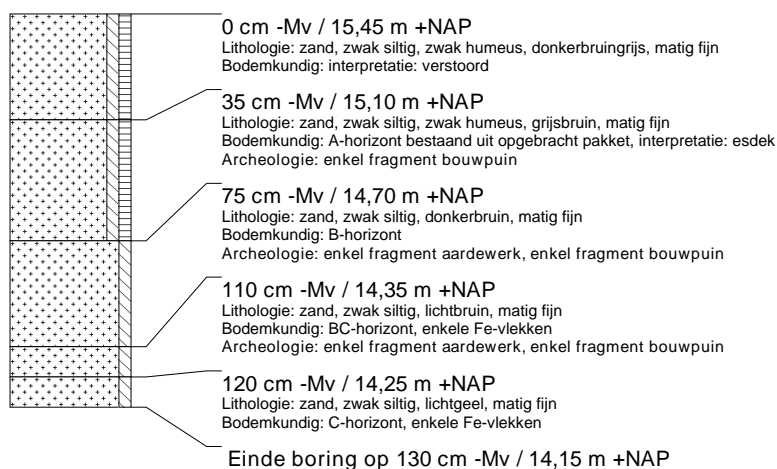 0 cm -Mv / 15,45 m +NAP
Lithologie: zand, zwak siltig, zwak humeus, donkerbruingrijs, matig fijn
Bodemkundig: interpretatie: verstoord
35 cm -Mv / 15,10 m +NAP
Lithologie: zand, zwak siltig, zwak humeus, grijsbruin, matig fijn
Bodemkundig: A-horizont bestaand uit opgebracht pakket, interpretatie: esdek
Archeologie: enkel fragment bouwpuin
75 cm -Mv / 14,70 m +NAP
Lithologie: zand, zwak siltig, donkerbruin, matig fijn
Bodemkundig: B-horizont
Archeologie: enkel fragment aardewerk, enkel fragment bouwpuin
110 cm -Mv / 14,35 m +NAP
Lithologie: zand, zwak siltig, lichtbruin, matig fijn
Bodemkundig: BC-horizont, enkele Fe-vlekken
Archeologie: enkel fragment aardewerk, enkel fragment bouwpuin
120 cm -Mv / 14,25 m +NAP
Lithologie: zand, zwak siltig, lichtgeel, matig fijn
Bodemkundig: C-horizont, enkele Fe-vlekken
Einde boring op 130 cm -Mv / 14,15 m +NAP